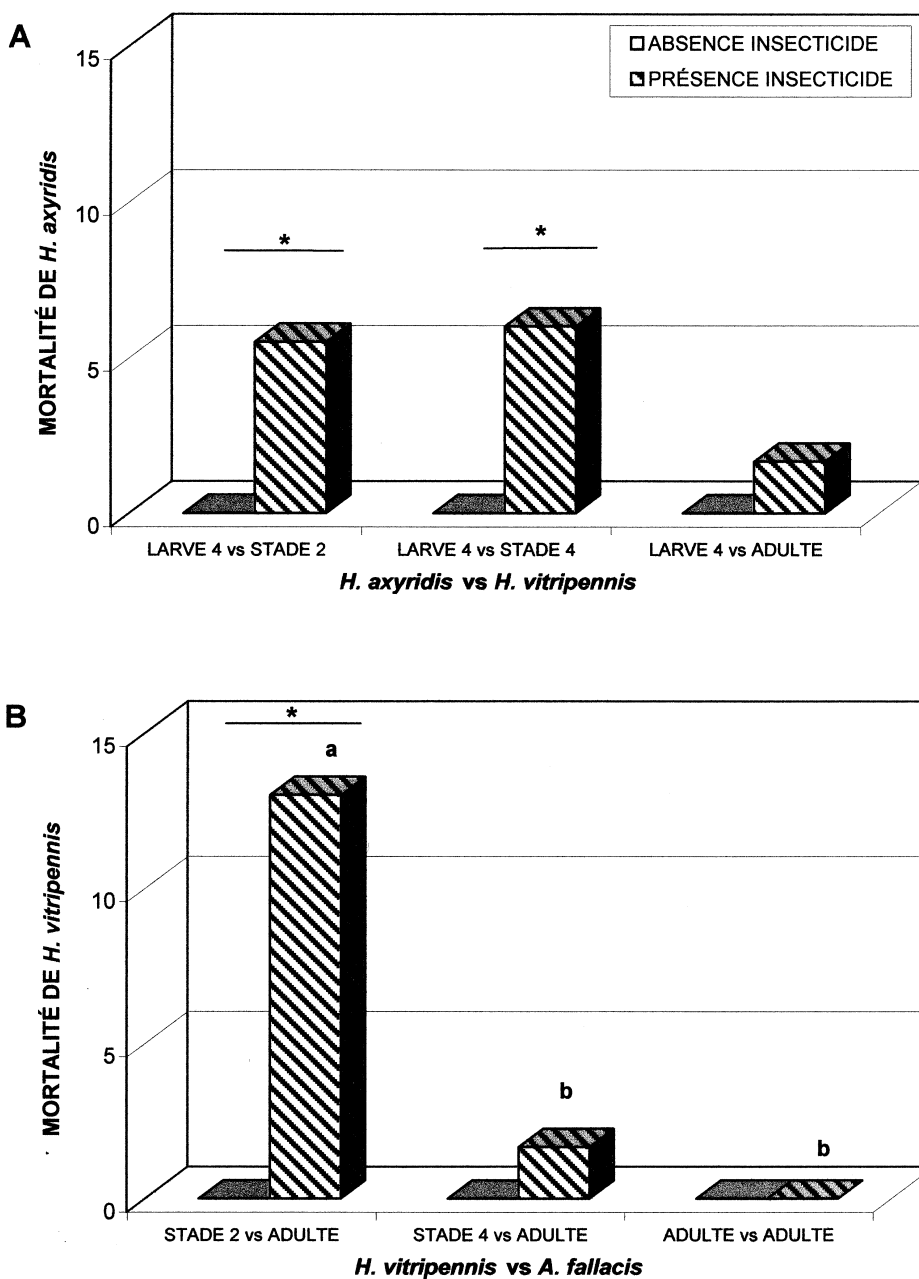 A
ABSENCE INSECTICIDE
PRÉSENCE INSECTICIDE
MORTALITÉ DE H. axyridis
15
10
5
0
*
*
LARVE 4 vs STADE 2
LARVE 4 vs STADE 4
LARVE 4 vs ADULTE
H. axyridis vs H. vitripennis
B
MORTALITÉ DE H. vitripennis
15
10
5
0
*
a
b
b
STADE 2 vs ADULTE
STADE 4 vs ADULTE
ADULTE vs ADULTE
H. vitripennis vs A. fallacis